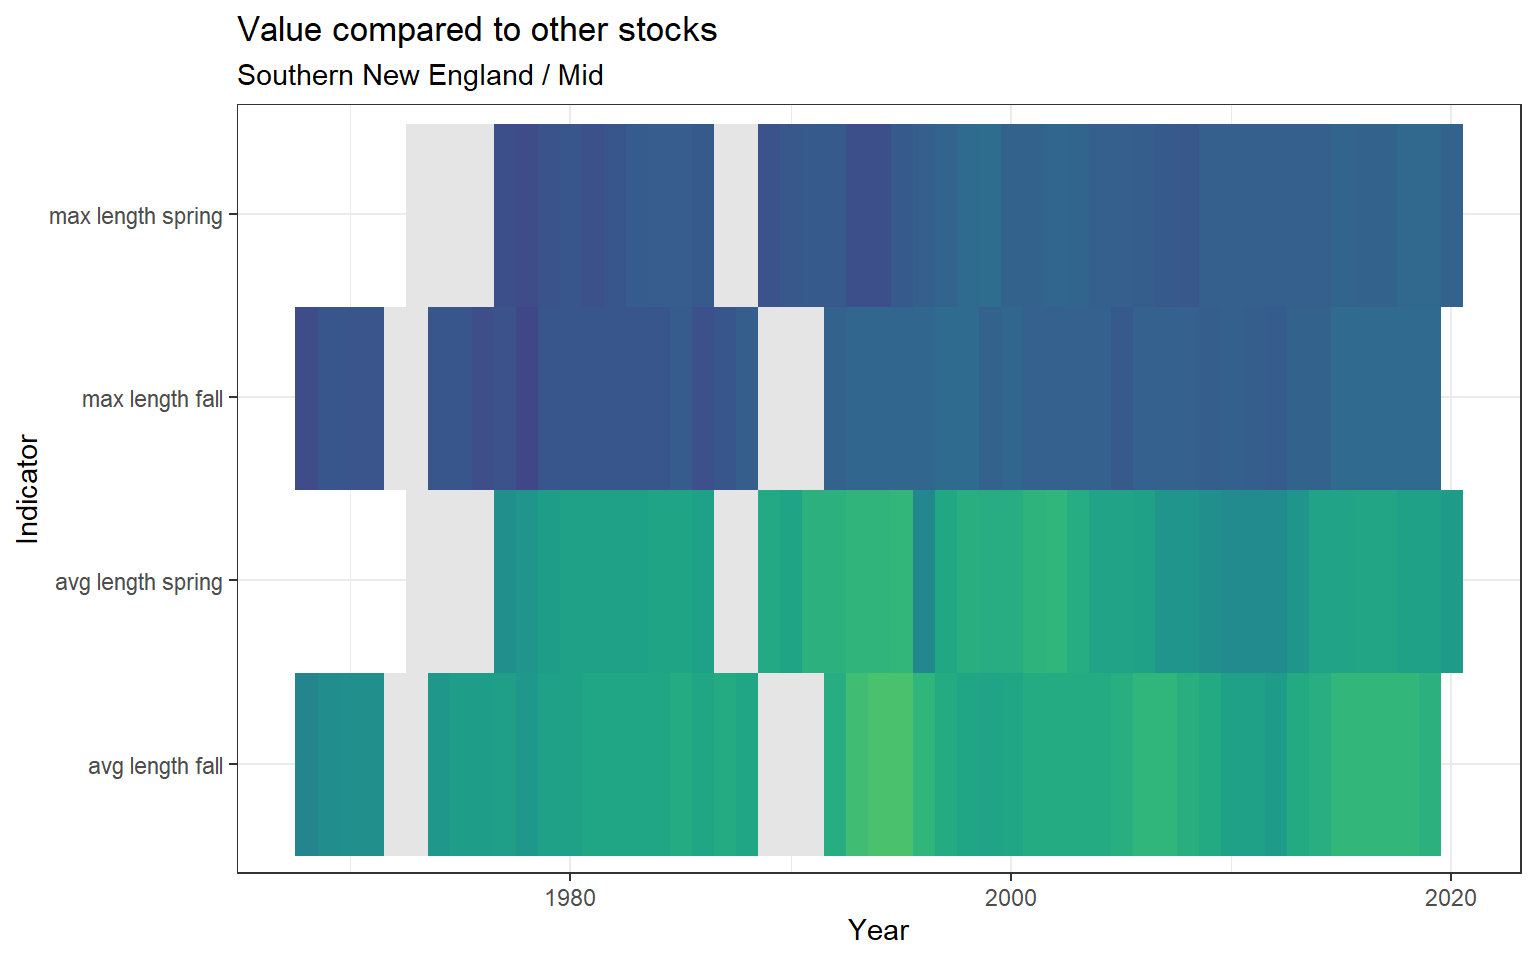 Value compared to other stocks
Southern New England / Mid
max length spring
max length fall
avg length spring
avg length fall
Indicator
1980
2000
2020
Year